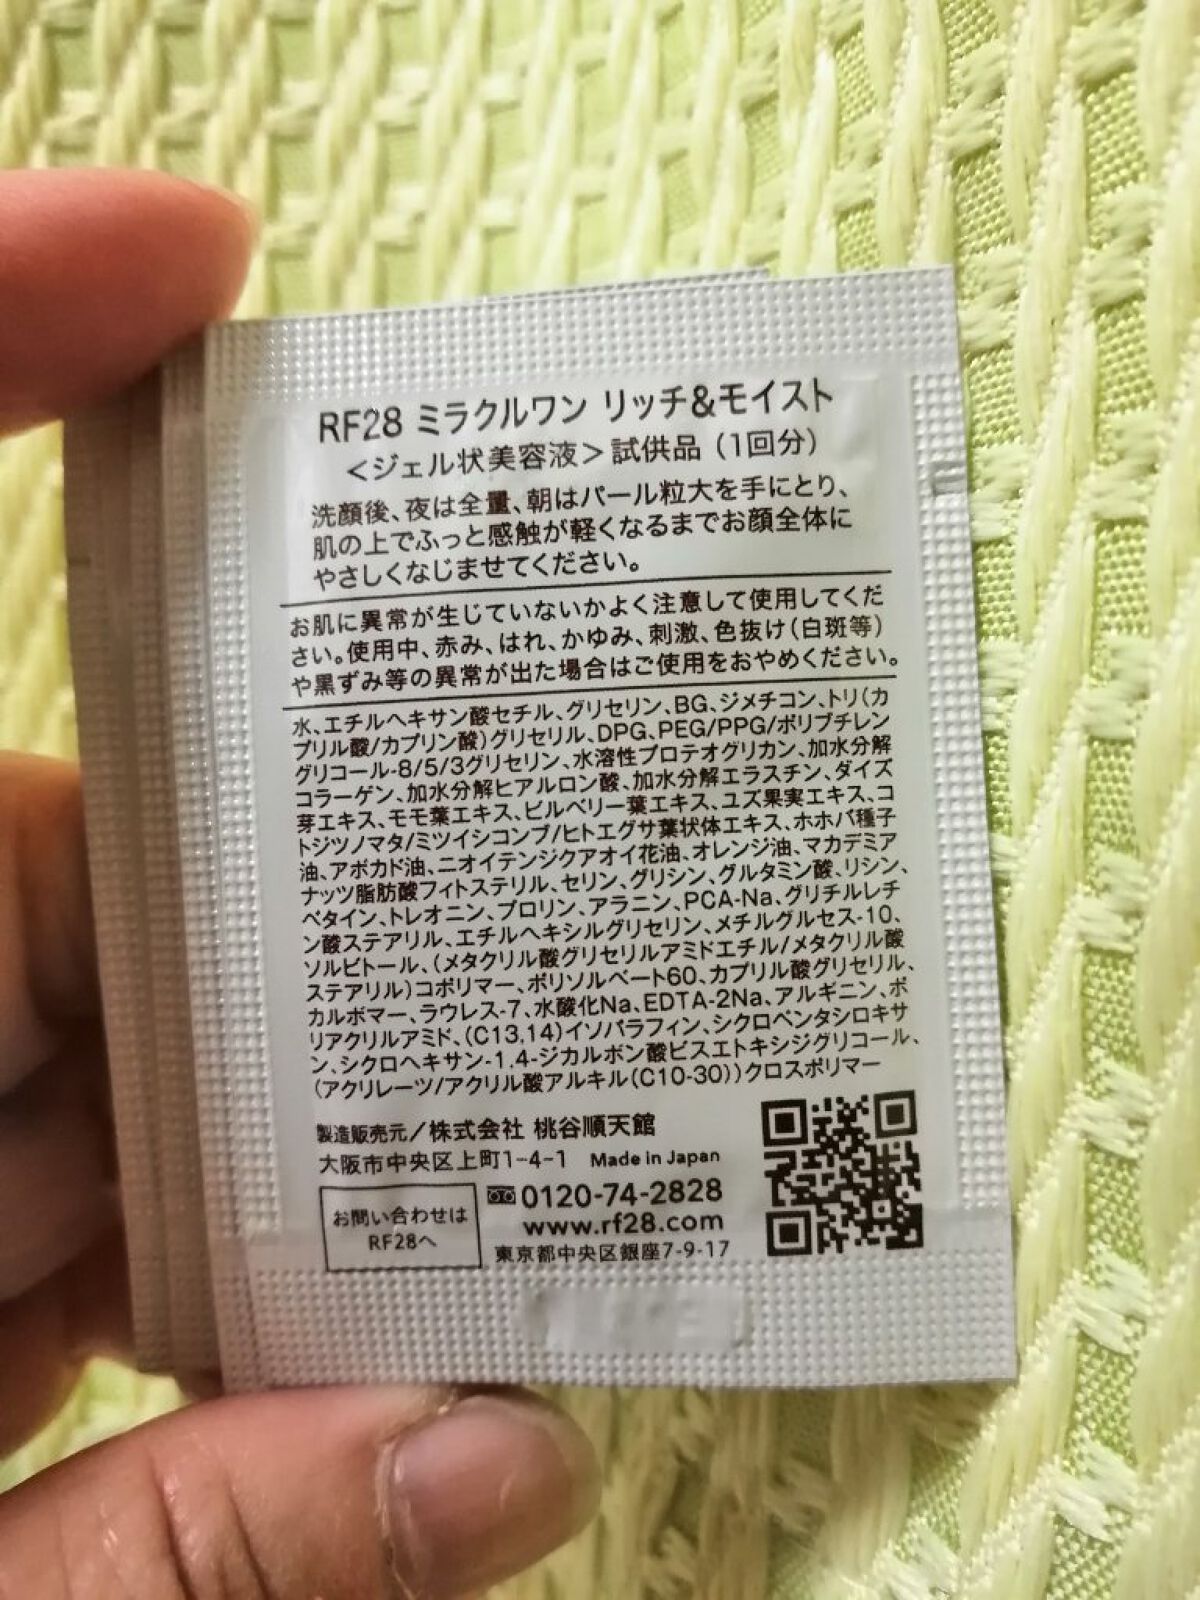 RF28 ミラクルワン リッチ&モイスト
<ジェル状美容液>試供品（1回分）
洗顔後、夜は全量、朝はパール粒大を手にとり、
肌の上でふっと感触が軽くなるまでお顔全体に
やさしくなじませてください。
お肌に異常が生じていないかよく注意して使用してくだ
さい。使用中、赤み、はれ、かゆみ、刺激、色抜け（白斑等）
や黒ずみ等の異常が出た場合はご使用をおやめください。
水、エチルヘキサン酸セチル、グリセリン、BG、ジメチコン、トリ（カ
プリル酸/カプリン酸）グリセリル、DPG、PEG/PPG/ポリブチレン
グリコール-8/5/3グリセリン、水溶性プロテオグリカン、加水分解
コラーゲン、加水分解ヒアルロン酸、加水分解エラスチン、ダイズ
芽エキス、モモ葉エキス、ビルベリー葉エキス、ユズ果実エキス、コ
トジツノマタ/ミツイシコンブ/ヒトエグサ葉状体エキス、ホホバ種子
油、アボカド油、ニオイテンジクアオイ花油、オレンジ油、マカデミア
ナッツ脂肪酸フィトステリル、セリン、グリシン、グルタミン酸、リシン、
ベタイン、トレオニン、プロリン、アラニン、PCA-Na、グリチルレチ
ン酸ステアリル、エチルヘキシルグリセリン、メチルグルセス-10、
ソルビトール、（メタクリル酸グリセリルアミドエチル/メタクリル酸
ステアリル）コポリマー、ポリソルベート60、カプリル酸グリセリル、
カルボマー、ラウレス-7、水酸化Na、EDTA-2Na、アルギニン、ポ
リアクリルアミド、（C13,14）イソパラフィン、シクロペンタシロキサ
ン、シクロヘキサン-1,4-ジカルボン酸ビスエトキシジグリコール、
（アクリレーツ/アクリル酸アルキル（C10-30））クロスポリマー
製造販売元／株式会社 桃谷順天館
大阪市中央区上町1-4-1 Made in Japan
お問い合わせは
RF28へ
0120-74-2828
www.rf28.com
東京都中央区銀座7-9-17